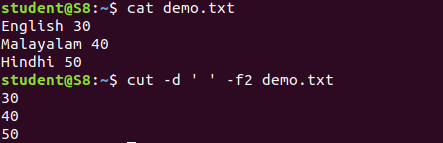 student@S8:~$ cat demo.txt
English 30
Malayalam 40
Hindhi 50
student@S8:~$ cut -d ' ' -f2 demo.txt
30
40
50